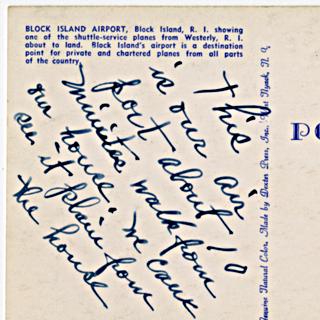 BLOCK ISLAND AIRPORT, Block Island, R. I. showing
one of the shuttle-service planes from Westerly, R. I.
about to land. Block Island's airport is a destination
point for private and chartered planes from all parts
of the country.
This
is our air
port about 10
minutes walk from
our house. We can
see it plain from
the house
Genuine Natural Color, Made by Dexter Press, Inc., West Nyack, N. Y.
PO